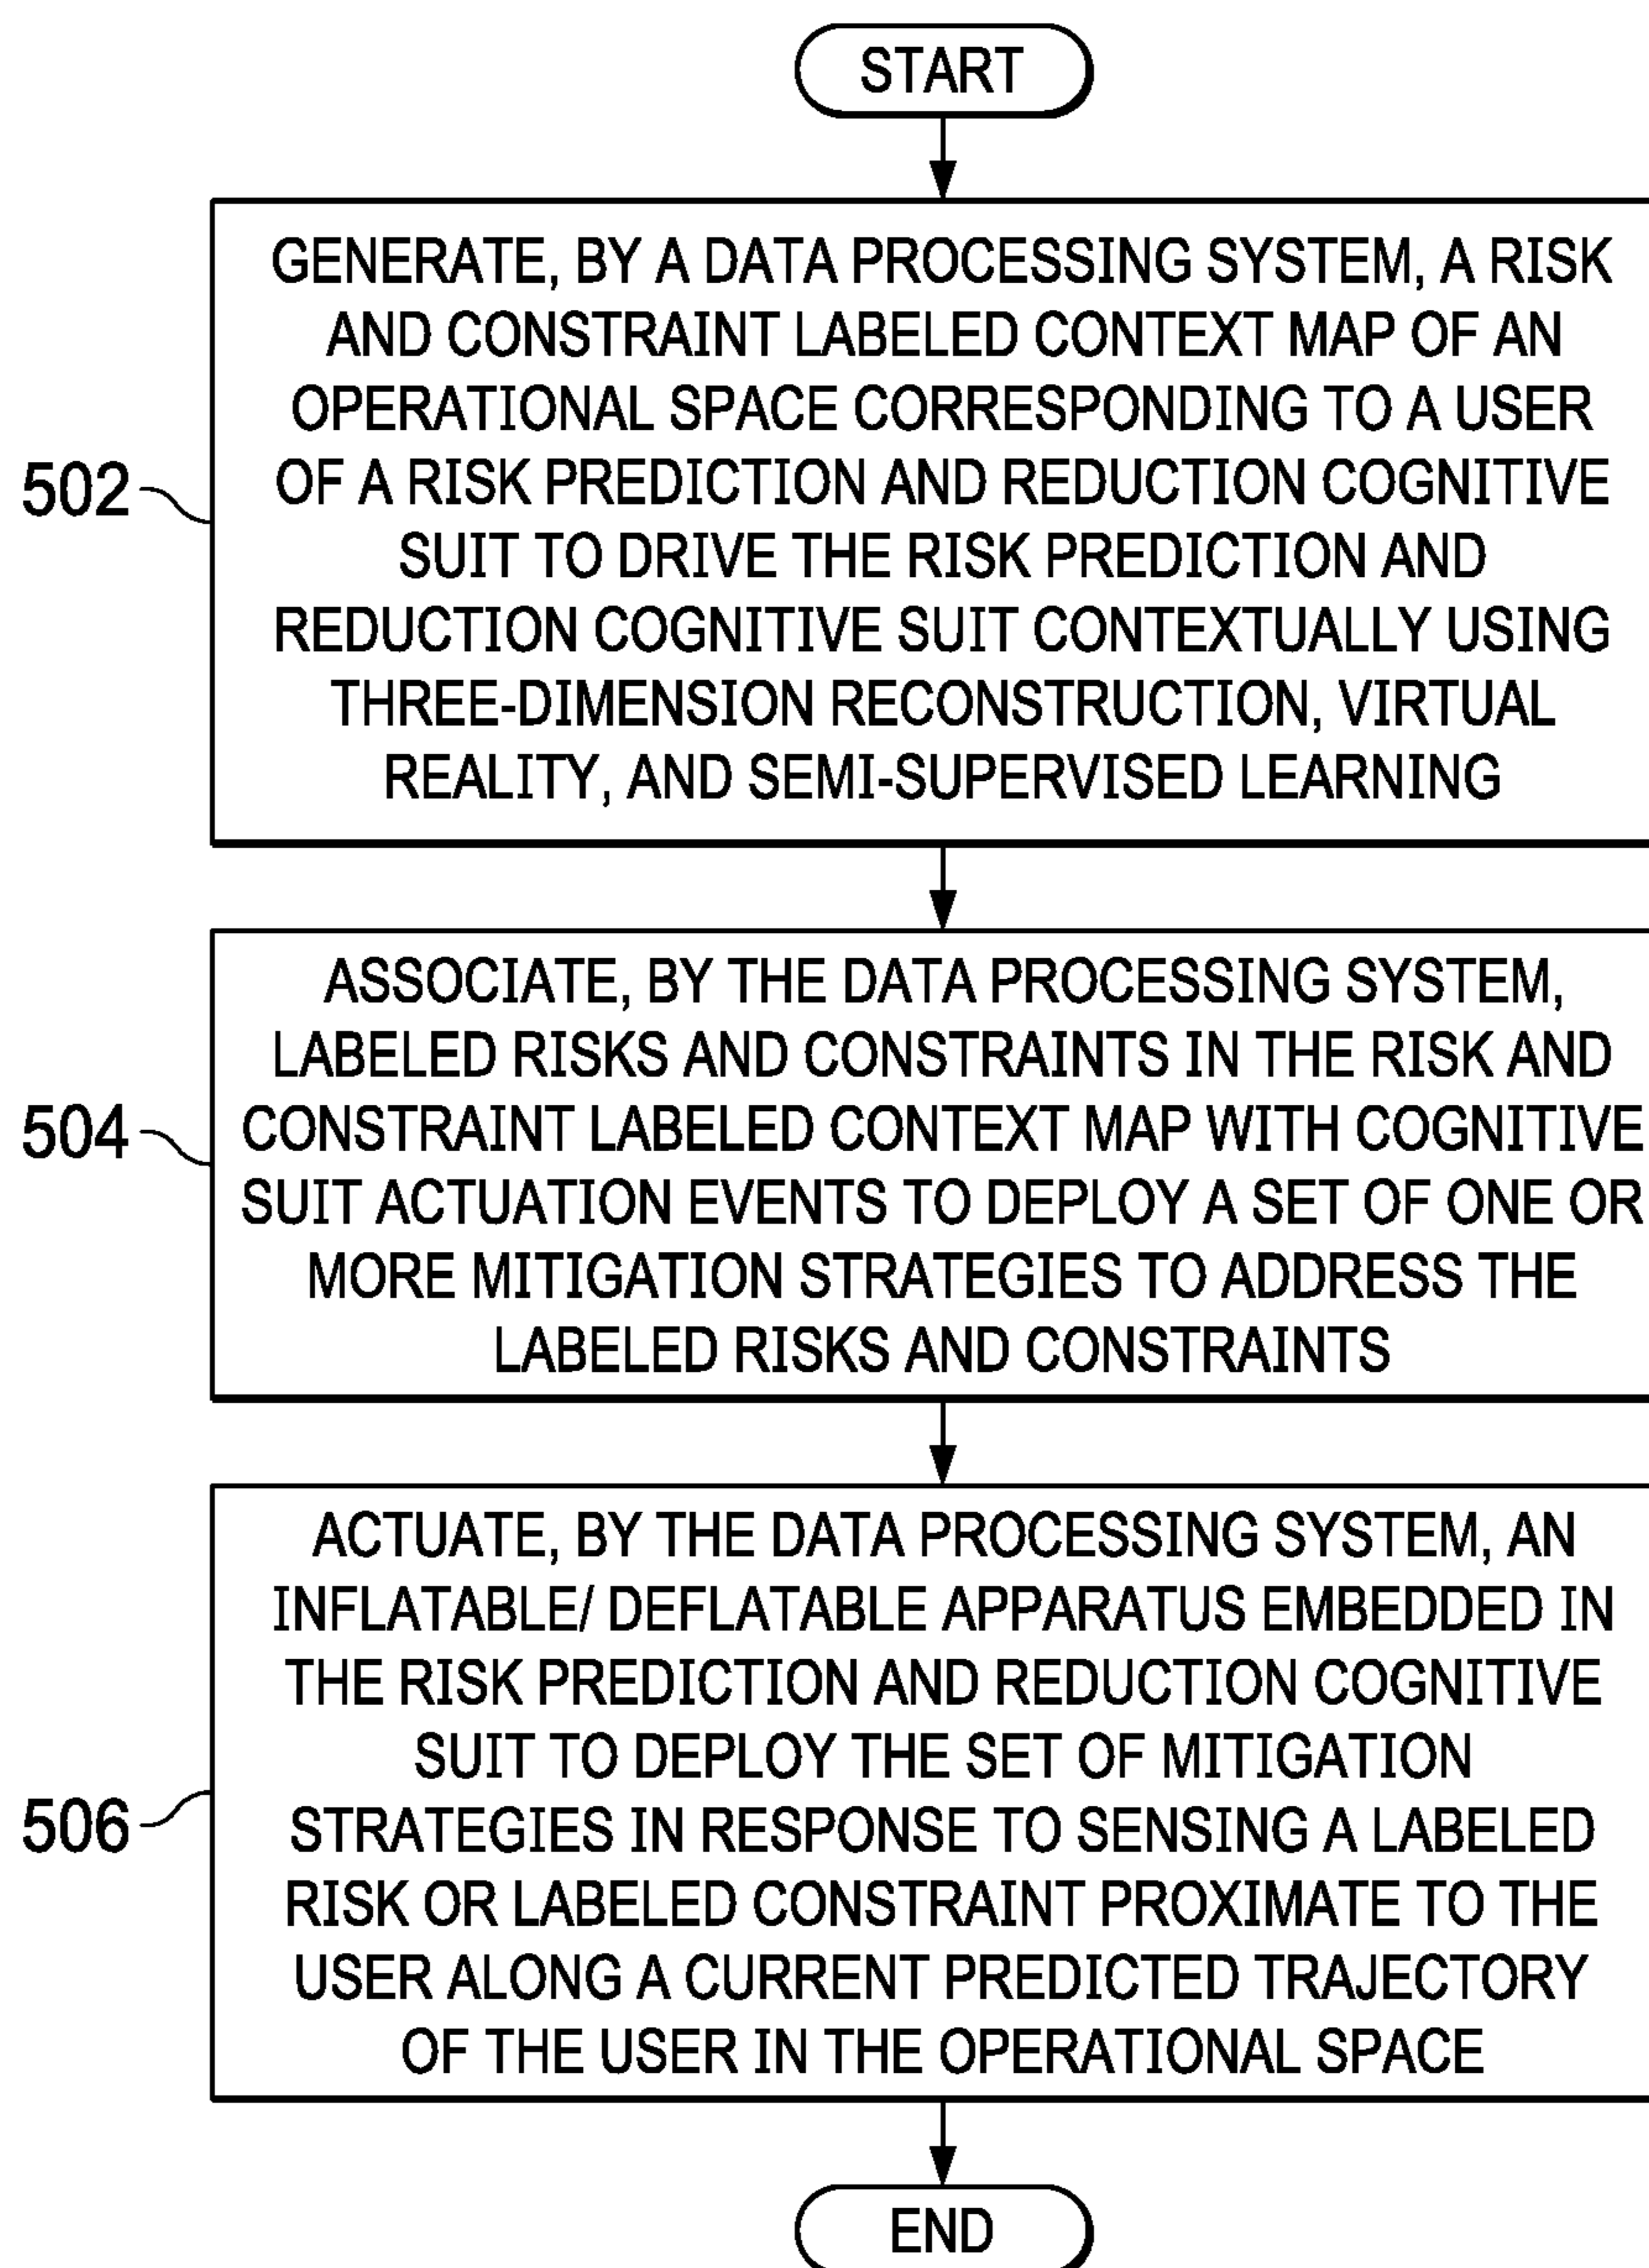 START
GENERATE, BY A DATA PROCESSING SYSTEM, A RISK
AND CONSTRAINT LABELED CONTEXT MAP OF AN
OPERATIONAL SPACE CORRESPONDING TO A USER
502
OF A RISK PREDICTION AND REDUCTION COGNITIVE
SUIT TO DRIVE THE RISK PREDICTION AND
REDUCTION COGNITIVE SUIT CONTEXTUALLY USING
THREE-DIMENSION RECONSTRUCTION, VIRTUAL
REALITY, AND SEMI-SUPERVISED LEARNING
ASSOCIATE, BY THE DATA PROCESSING SYSTEM,
LABELED RISKS AND CONSTRAINTS IN THE RISK AND
504
CONSTRAINT LABELED CONTEXT MAP WITH COGNITIVE
SUIT ACTUATION EVENTS TO DEPLOY A SET OF ONE OR
MORE MITIGATION STRATEGIES TO ADDRESS THE
LABELED RISKS AND CONSTRAINTS
ACTUATE, BY THE DATA PROCESSING SYSTEM, AN
INFLATABLE/ DEFLATABLE APPARATUS EMBEDDED IN
THE RISK PREDICTION AND REDUCTION COGNITIVE
SUIT TO DEPLOY THE SET OF MITIGATION
506
STRATEGIES IN RESPONSE TO SENSING A LABELED
RISK OR LABELED CONSTRAINT PROXIMATE TO THE
USER ALONG A CURRENT PREDICTED TRAJECTORY
OF THE USER IN THE OPERATIONAL SPACE
END